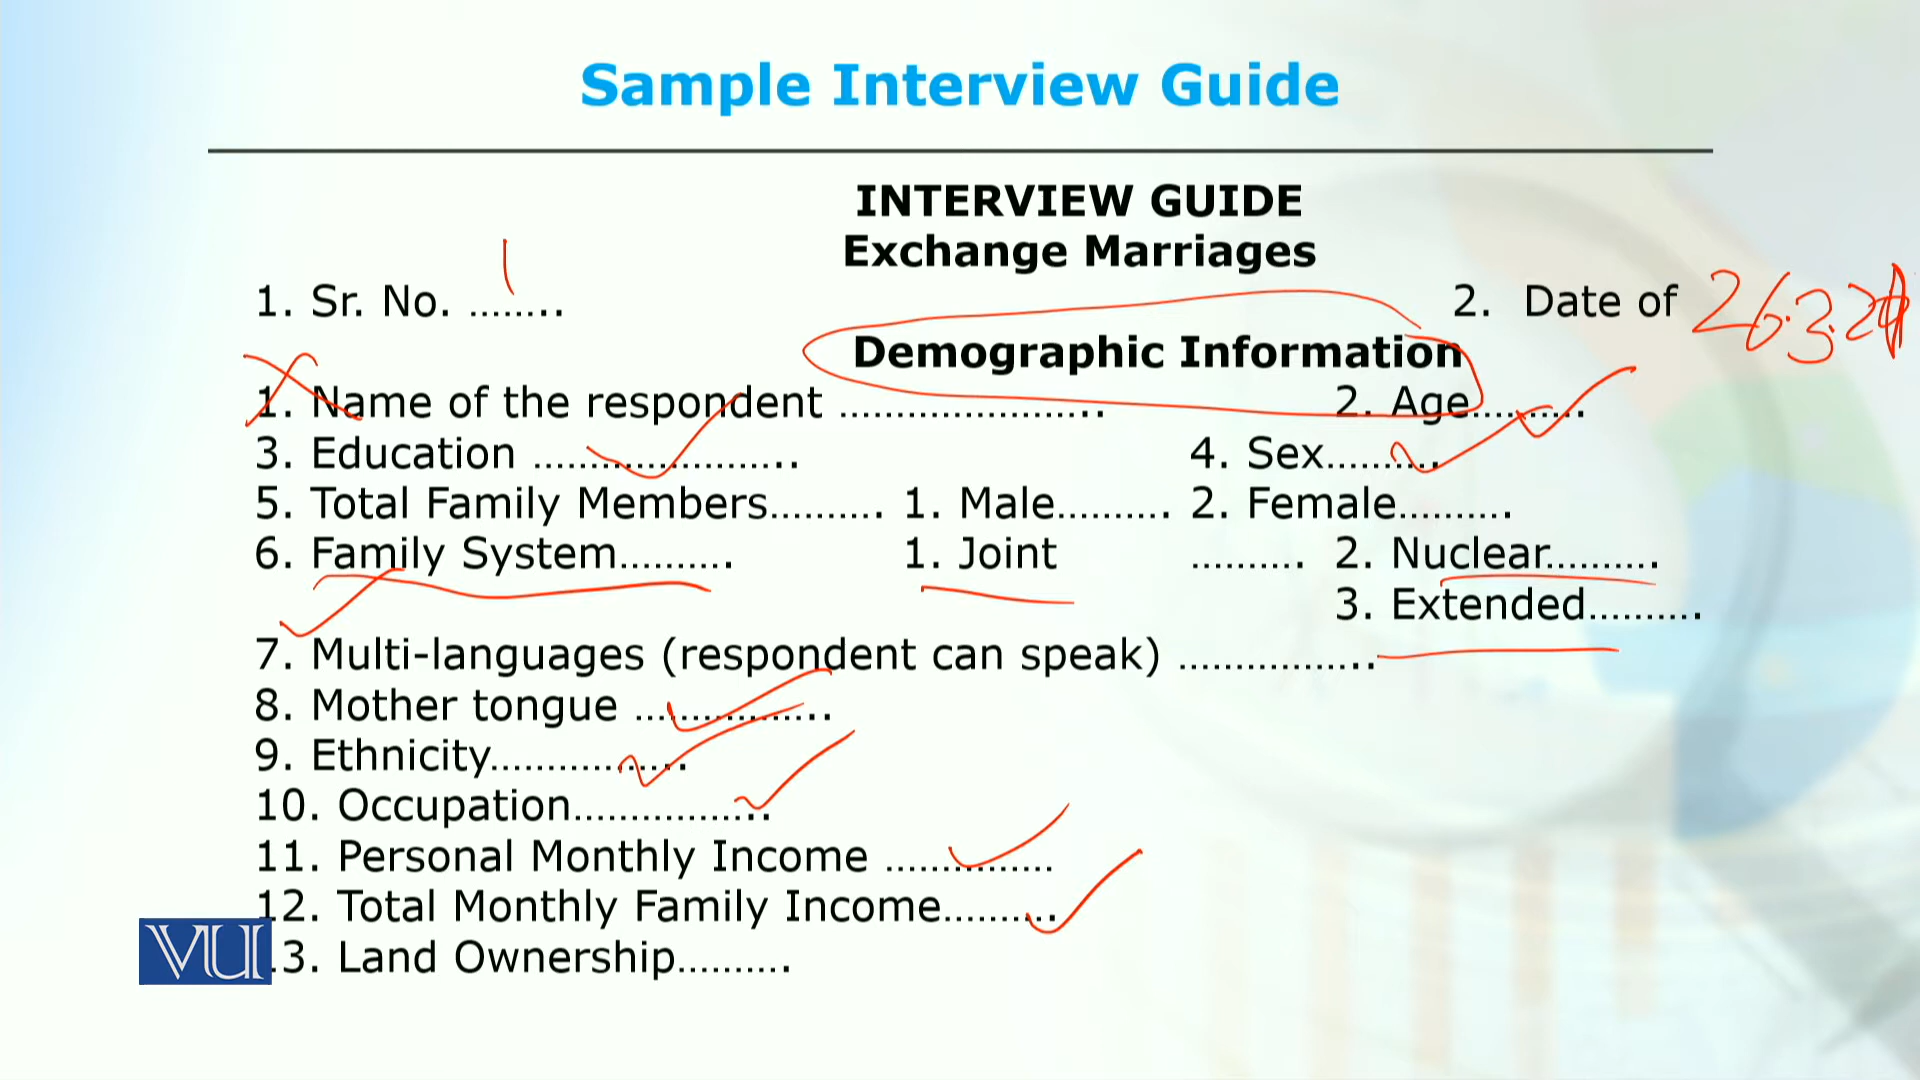 Sample Interview Guide
INTERVIEW GUIDE
Exchange Marriages
1
1. Sr. No. ........ 2. Date of
Demographic Information
1. Name of the respondent ........................ 2. Age..........
3. Education ........................ 4. Sex..........
5. Total Family Members.......... 1. Male.......... 2. Female..........
6. Family System.......... 1. Joint .......... 2. Nuclear..........
3. Extended..........
7. Multi-languages (respondent can speak) ..................
8. Mother tongue ..................
9. Ethnicity..................
10. Occupation..................
11. Personal Monthly Income ...............
12. Total Monthly Family Income..........
.3. Land Ownership..........
VU